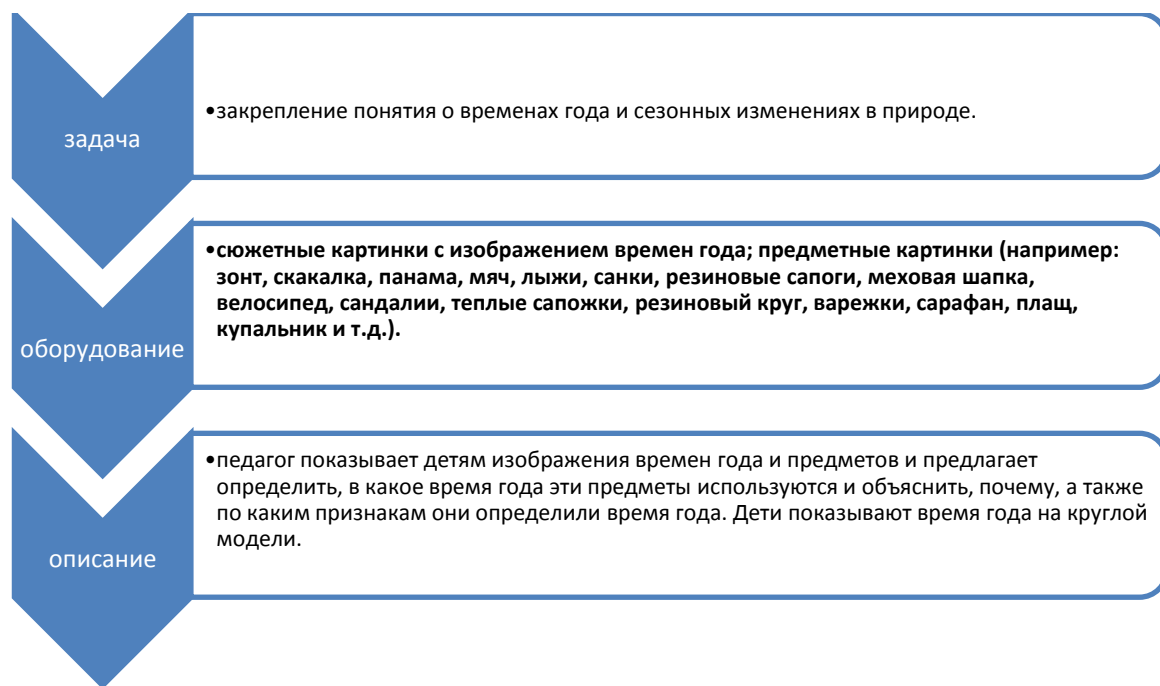 задача
•закрепление понятия о временах года и сезонных изменениях в природе.
оборудование
•сюжетные картинки с изображением времен года; предметные картинки (например:
зонт, скакалка, панама, мяч, лыжи, санки, резиновые сапоги, меховая шапка,
велосипед, сандалии, теплые сапожки, резиновый круг, варежки, сарафан, плащ,
купальник и т.д.).
описание
•педагог показывает детям изображения времен года и предметов и предлагает
определить, в какое время года эти предметы используются и объяснить, почему, а также
по каким признакам они определили время года. Дети показывают время года на круглой
модели.